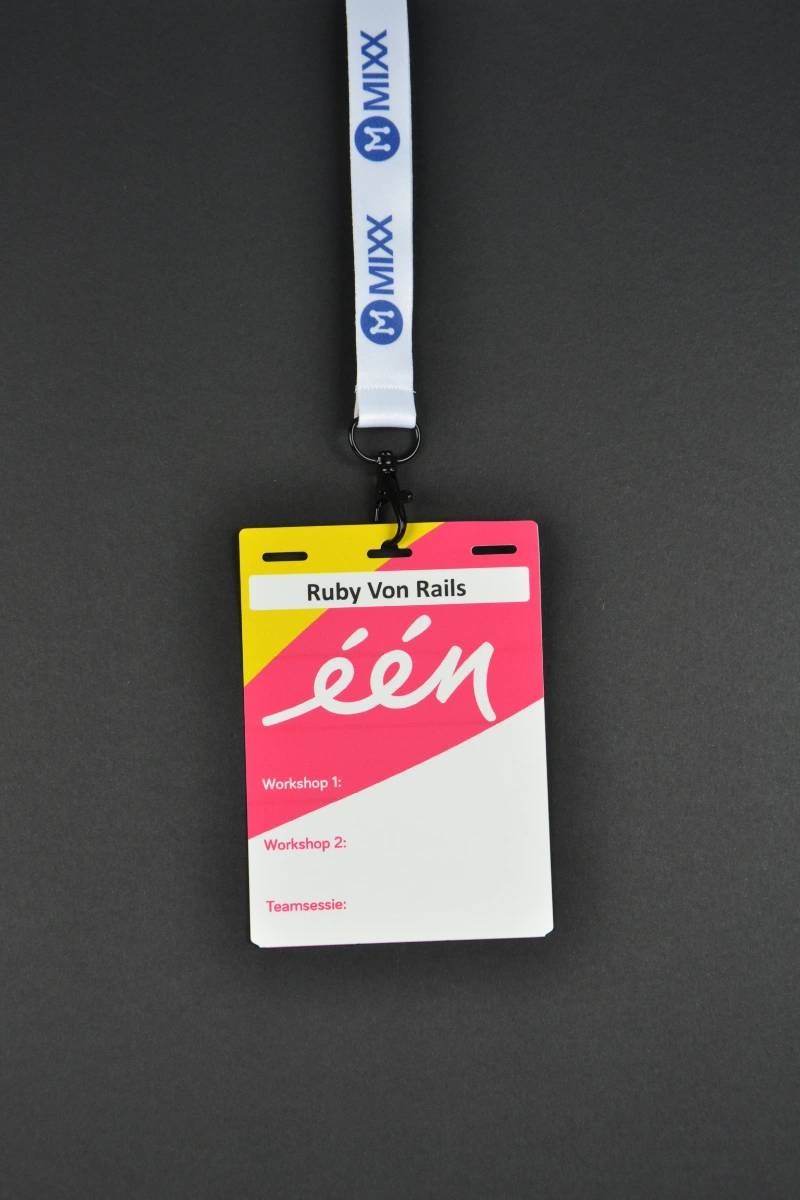 MIXX
MIXX
Ruby Von Rails
één
Workshop 1:
Workshop 2:
Teamsessie: